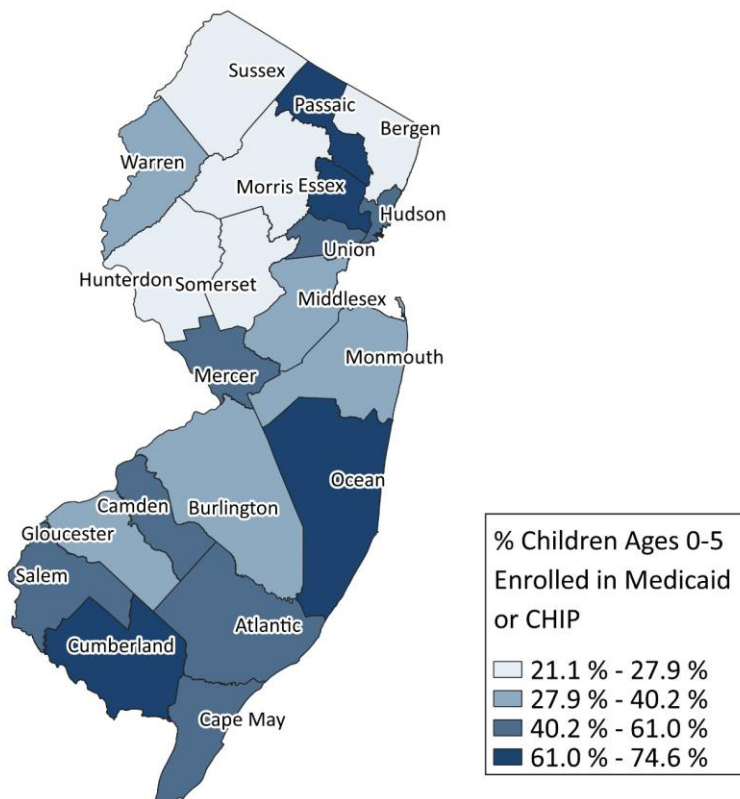 Sussex
Passaic
Bergen
Warren
Morris
Essex
Hudson
Union
Hunterdon
Somerset
Middlesex
Monmouth
Mercer
Ocean
Camden
Burlington
Gloucester
Salem
Atlantic
Cumberland
Cape May
% Children Ages 0-5
Enrolled in Medicaid
or CHIP
21.1 % - 27.9 %
27.9 % - 40.2 %
40.2 % - 61.0 %
61.0 % - 74.6 %